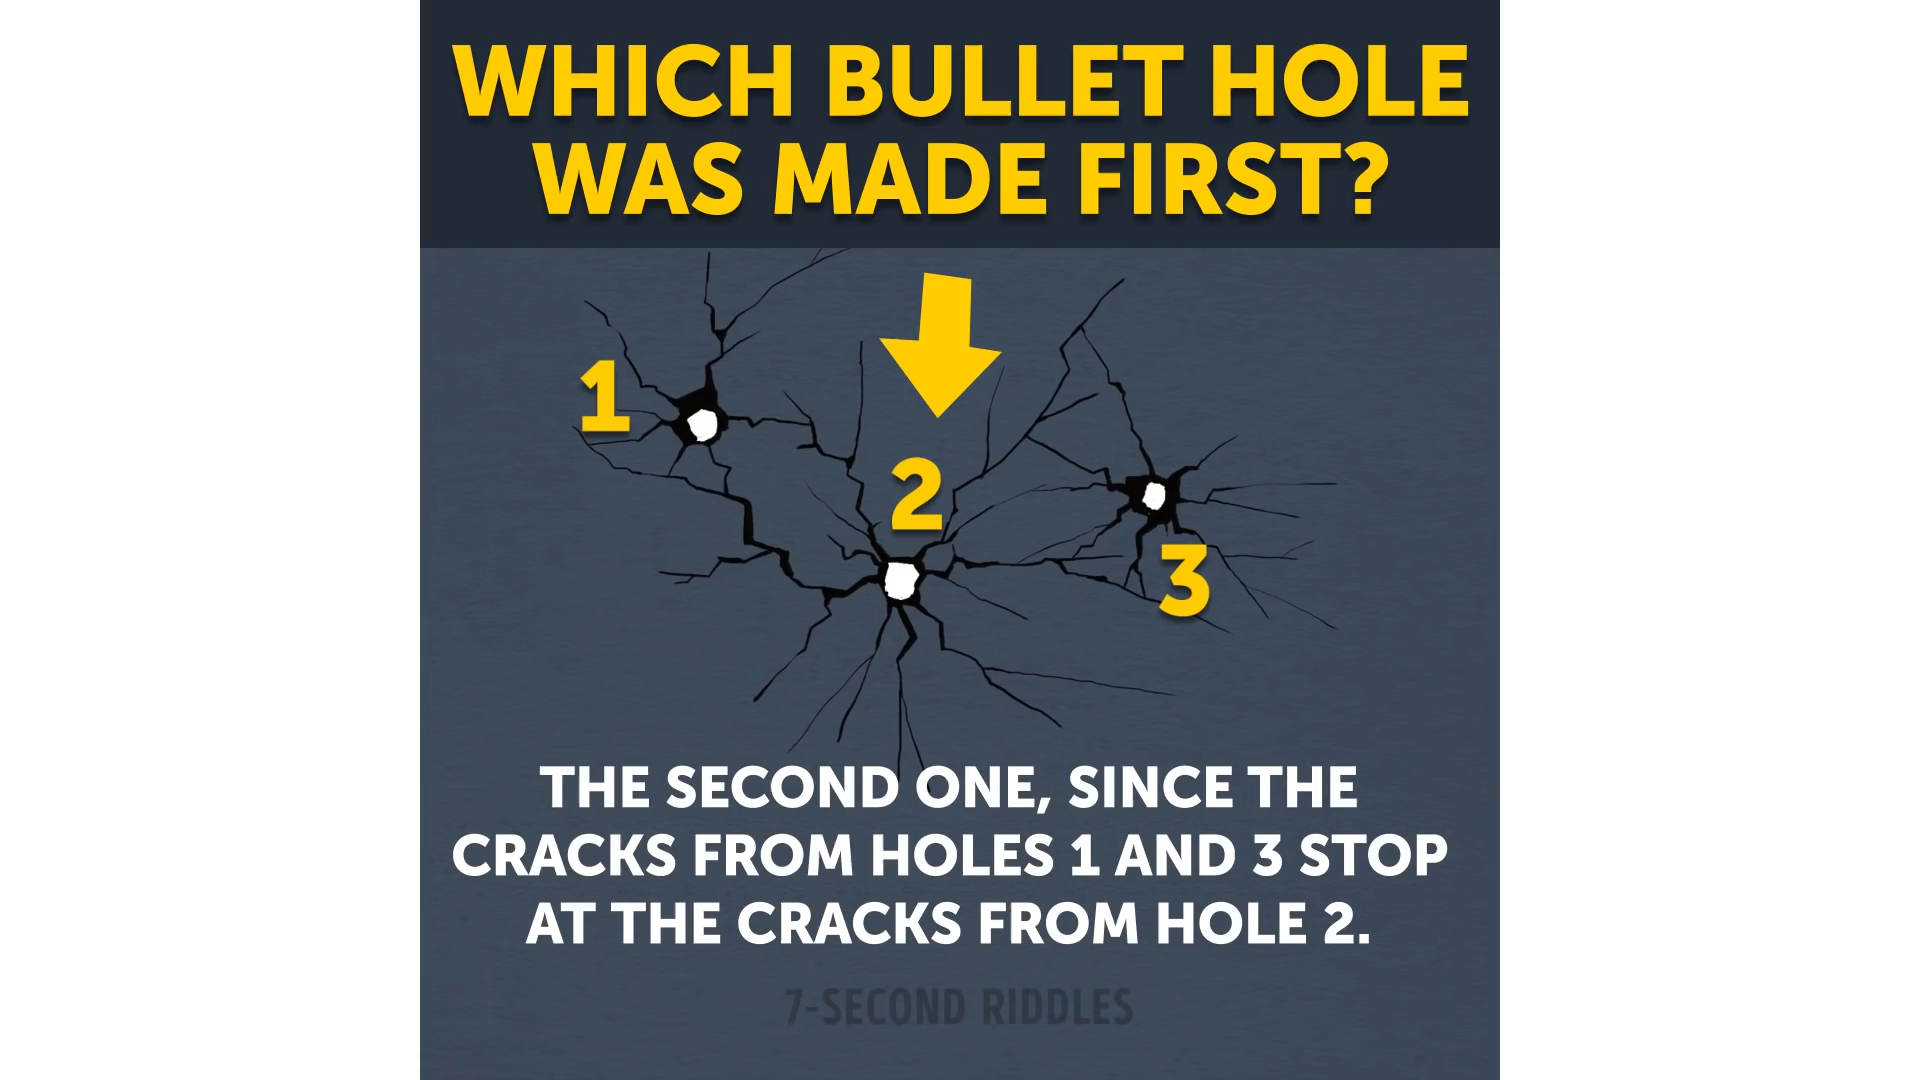 WHICH BULLET HOLE
WAS MADE FIRST?
1
2
3
THE SECOND ONE, SINCE THE
CRACKS FROM HOLES 1 AND 3 STOP
AT THE CRACKS FROM HOLE 2.
7-SECOND RIDDLES